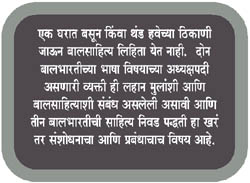 एक घरात बसून किंवा थंड हवेच्या ठिकाणी
जाऊन बालसाहित्य लिहिता येत नाही. दोन
बालभारतीच्या भाषा विषयाच्या अध्यक्षपदी
असणारी व्यक्ती ही लहान मुलांशी आणि
बालसाहित्याशी संबंध असलेली असावी आणि
तीन बालभारतीची साहित्य निवड पद्धती हा खरं
तर संशोधनाचा आणि प्रबंधाचाच विषय आहे.